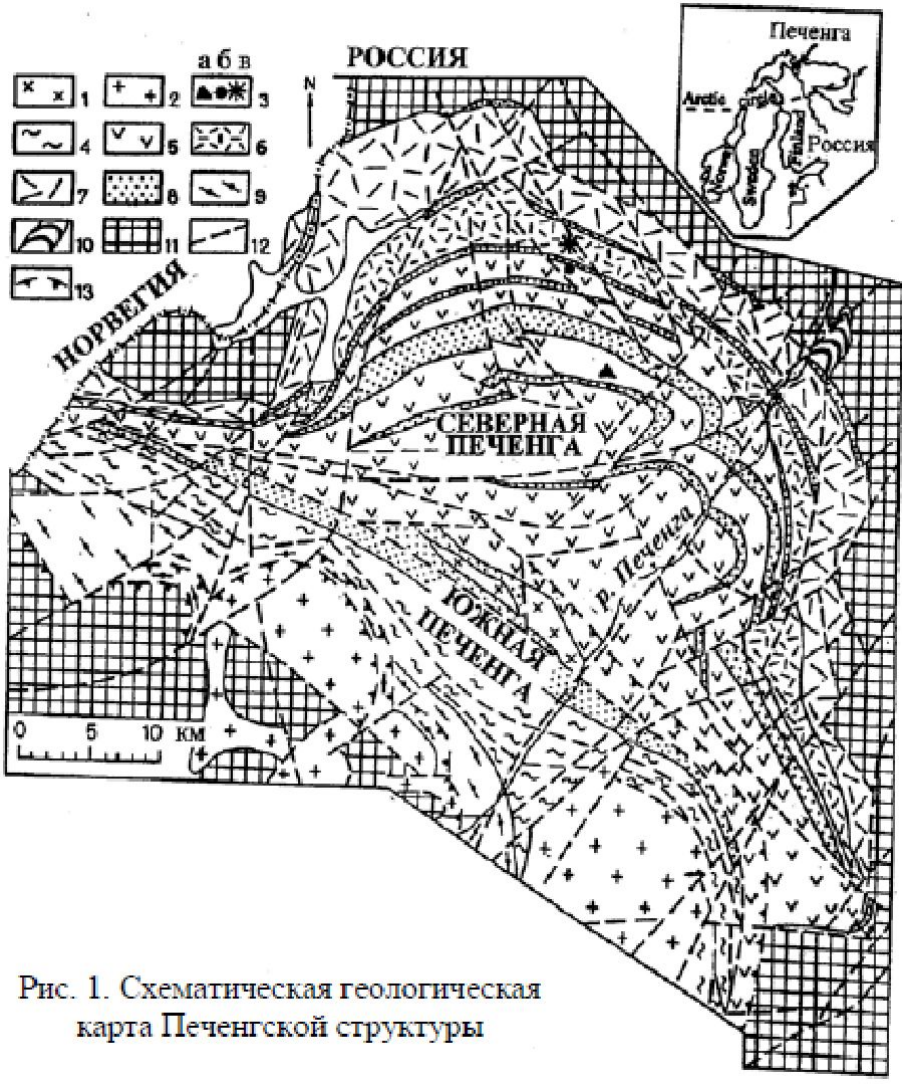 РОССИЯ
Печенга
Arctic circle
Россия
Norway
Sweden
Finland
N
а б в
1
2
3
4
5
6
7
8
9
10
11
12
13
НОРВЕГИЯ
СЕВЕРНАЯ
ПЕЧЕНГА
р. Печенга
ЮЖНАЯ
ПЕЧЕНГА
0 5 10 км
Рис. 1. Схематическая геологическая
карта Печенгской структуры